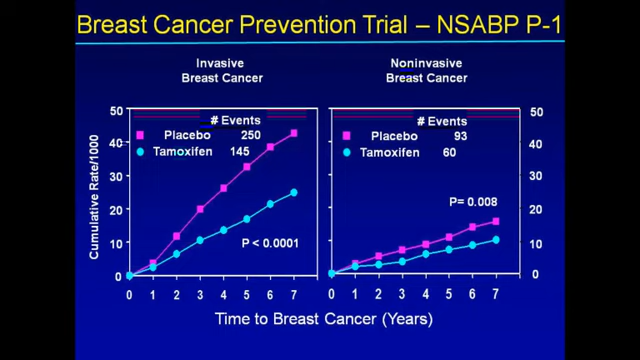 Breast Cancer Prevention Trial – NSABP P-1
Invasive
Breast Cancer
Noninvasive
Breast Cancer
Cumulative Rate/1000
50
40
30
20
10
0
# Events
Placebo 250
Tamoxifen 145
P < 0.0001
0 1 2 3 4 5 6 7
# Events
Placebo 93
Tamoxifen 60
P= 0.008
0 1 2 3 4 5 6 7
50
40
30
20
10
0
Time to Breast Cancer (Years)